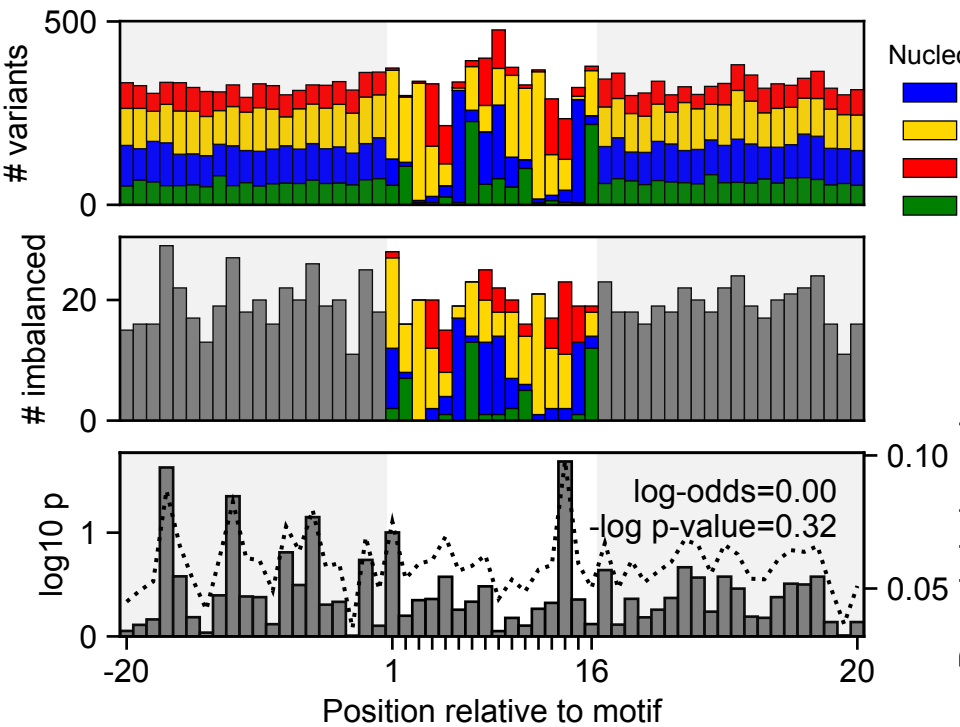 500
# variants
0
Nucleo
20
# imbalanced
0
log-odds=0.00
-log p-value=0.32
1
log10 p
0
0.10
0.05
-20
1
16
20
Position relative to motif